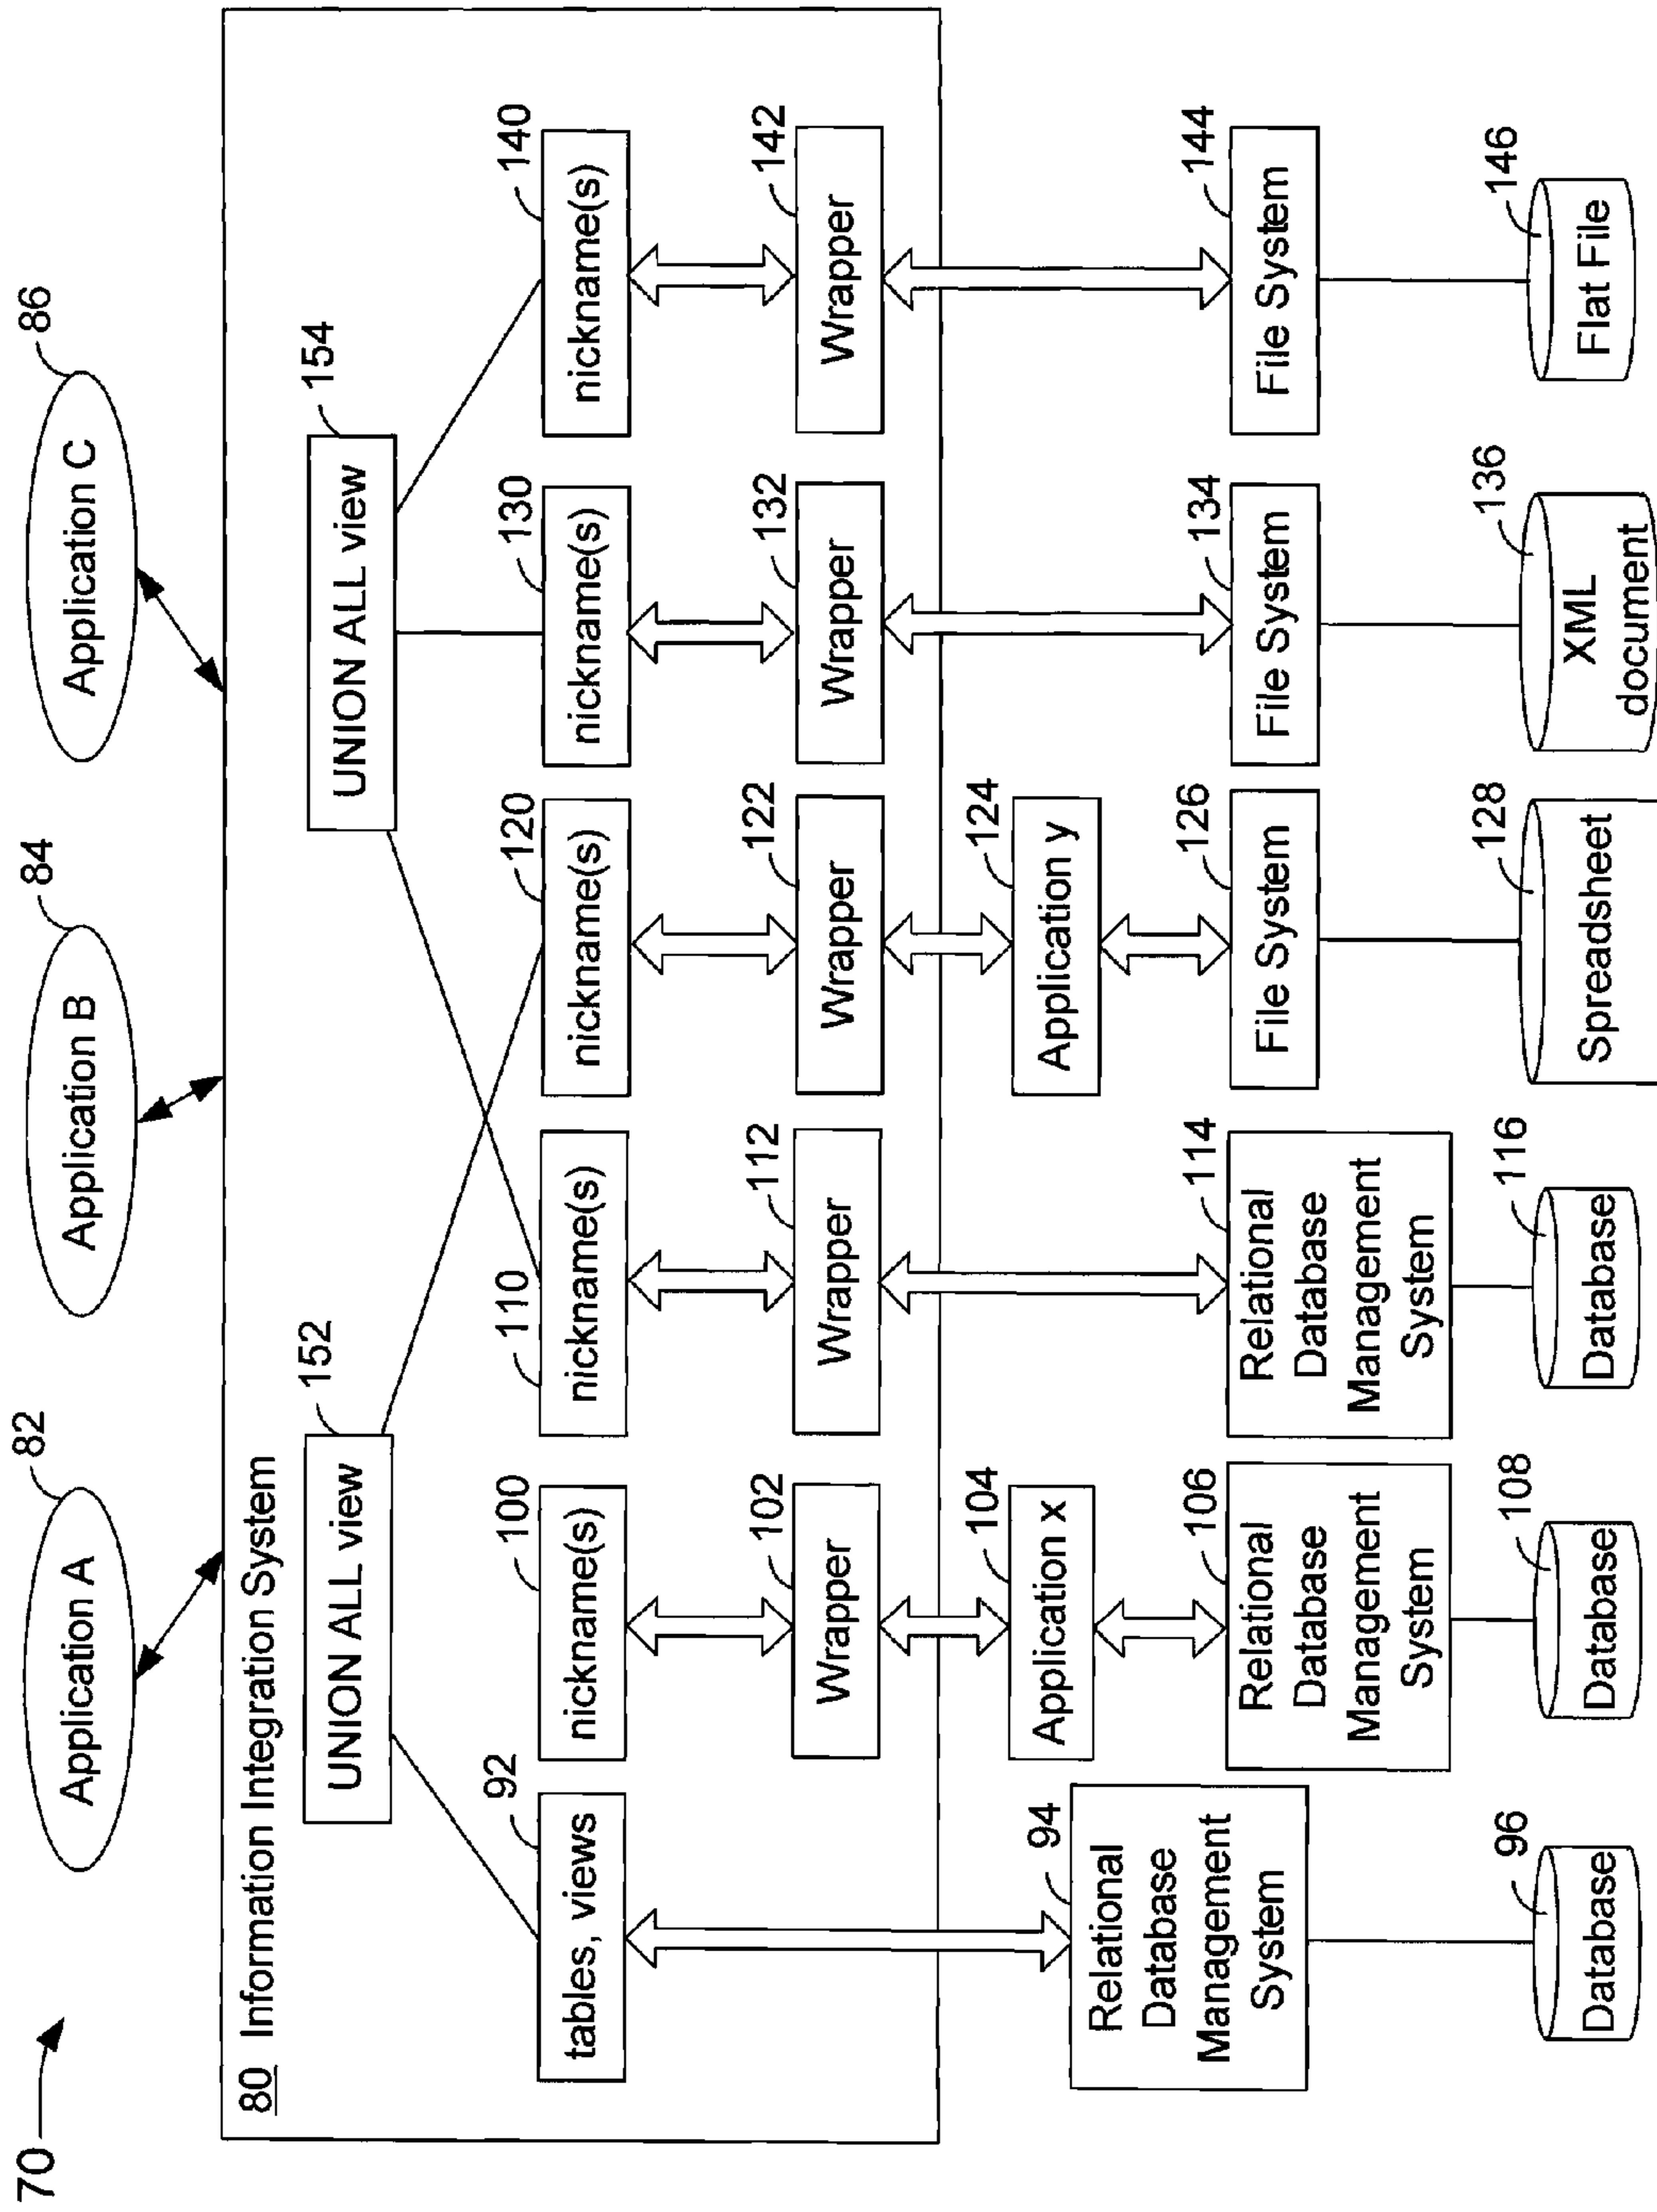 70
Application A
82
Application B
84
Application C
86
80 Information Integration System
UNION ALL view
152
UNION ALL view
154
tables, views
92
nickname(s)
100
nickname(s)
110
nickname(s)
120
nickname(s)
130
nickname(s)
140
Wrapper
102
Wrapper
112
Wrapper
122
Wrapper
132
Wrapper
142
Application x
104
Application y
124
Relational
Database
Management
System
94
Relational
Database
Management
System
106
Relational
Database
Management
System
114
File System
126
File System
134
File System
144
Database
96
Database
108
Database
116
Spreadsheet
128
XML
document
136
Flat File
146